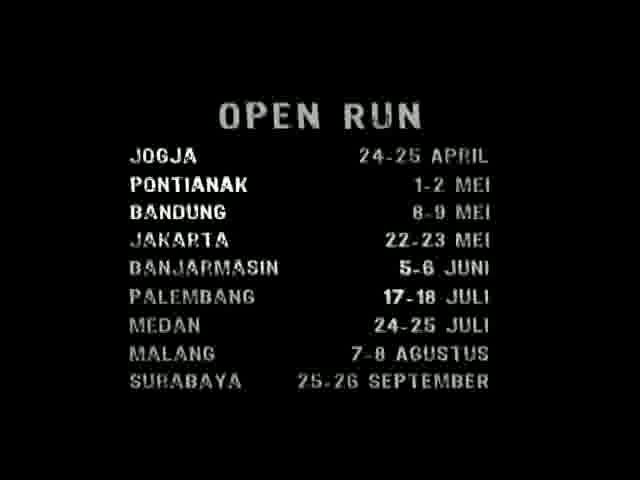 OPEN RUN
JOGJA 24-25 APRIL
PONTIANAK 1-2 MEI
BANDUNG 8-9 MEI
JAKARTA 22-23 MEI
BANJARMASIN 5-6 JUNI
PALEMBANG 17-18 JULI
MEDAN 24-25 JULI
MALANG 7-8 AGUSTUS
SURABAYA 25-26 SEPTEMBER